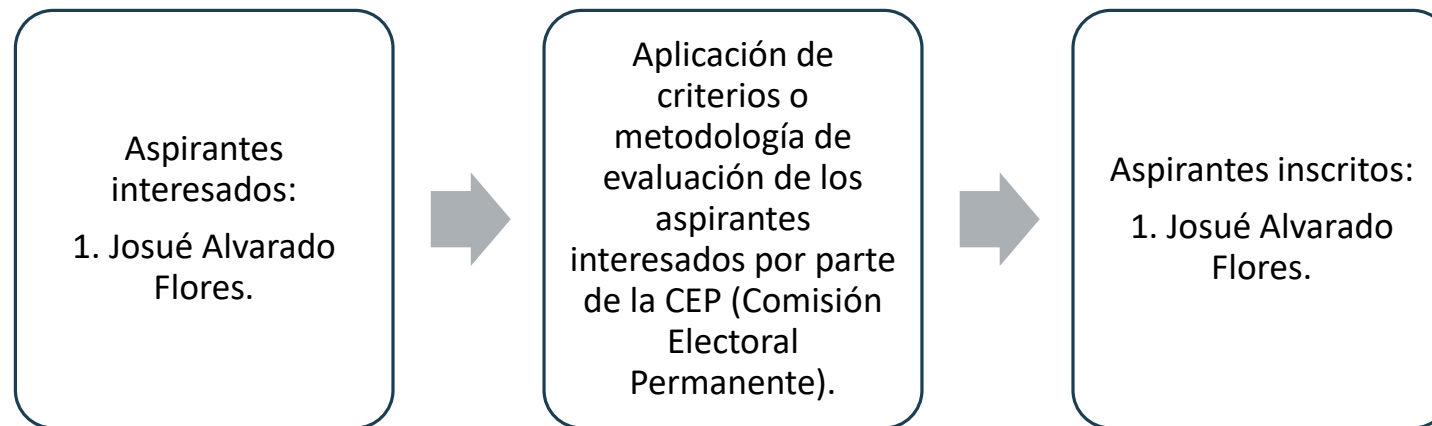 Aspirantes
interesados:
1. Josué Alvarado
Flores.
Aplicación de
criterios o
metodología de
evaluación de los
aspirantes
interesados por parte
de la CEP (Comisión
Electoral
Permanente).
Aspirantes inscritos:
1. Josué Alvarado
Flores.